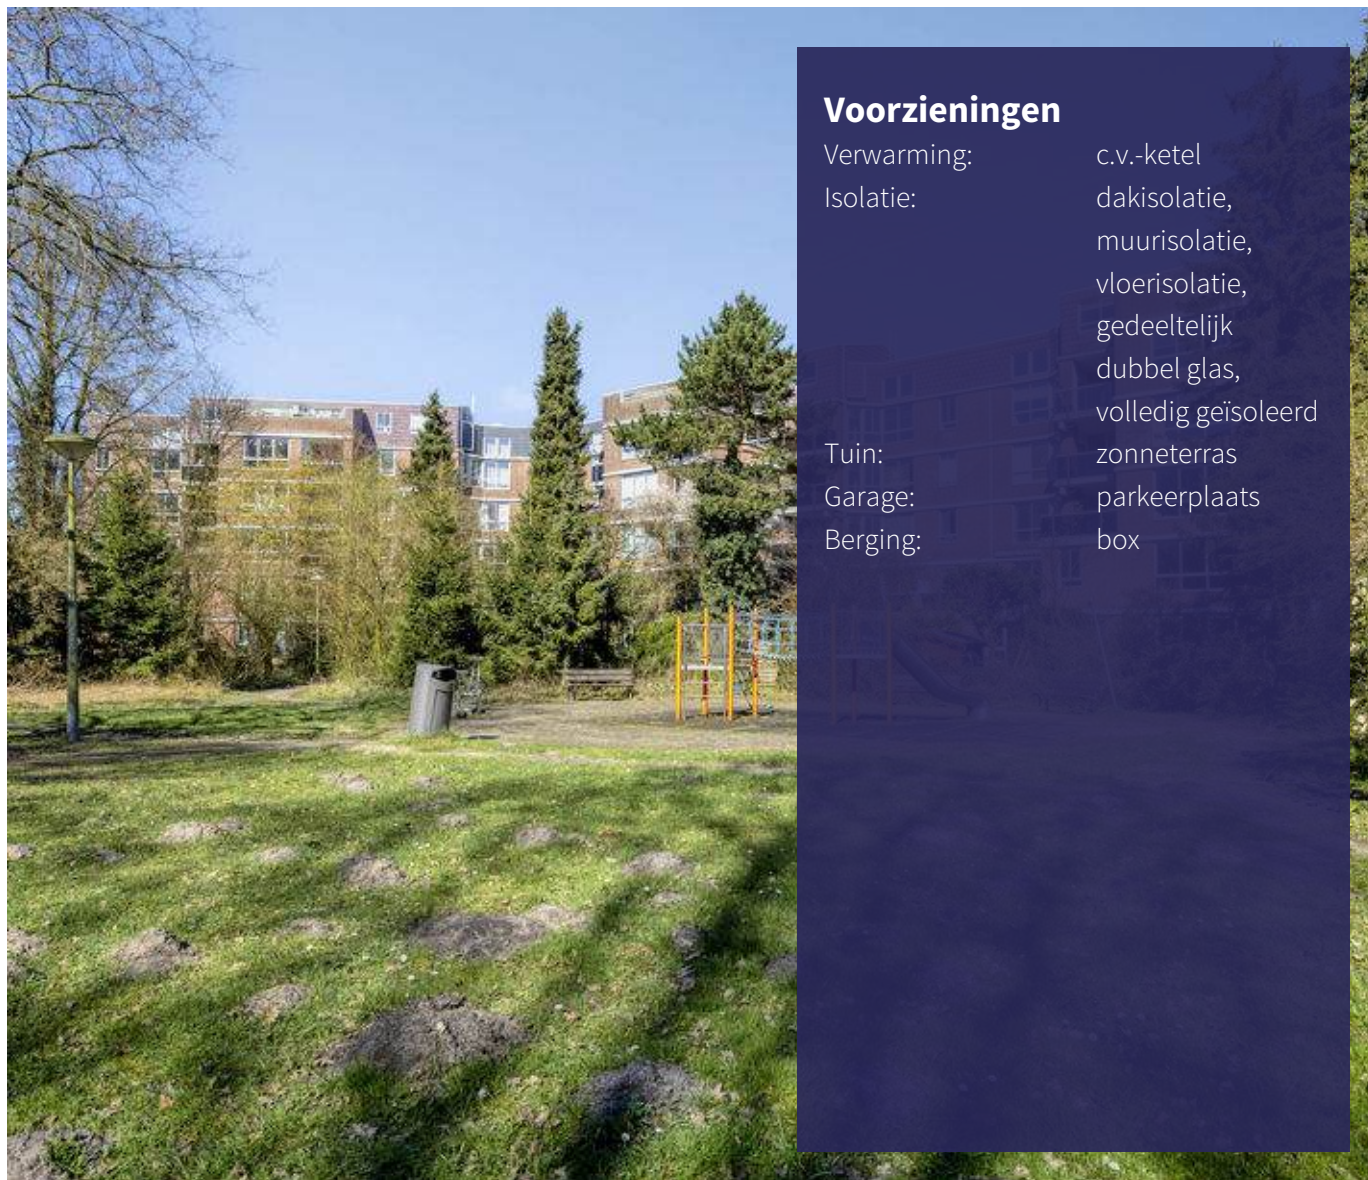 Voorzieningen
Verwarming: c.v.-ketel
Isolatie: dakisolatie,
muurisolatie,
vloerisolatie,
gedeeltelijk
dubbel glas,
volledig geïsoleerd
Tuin: zonneterras
Garage: parkeerplaats
Berging: box